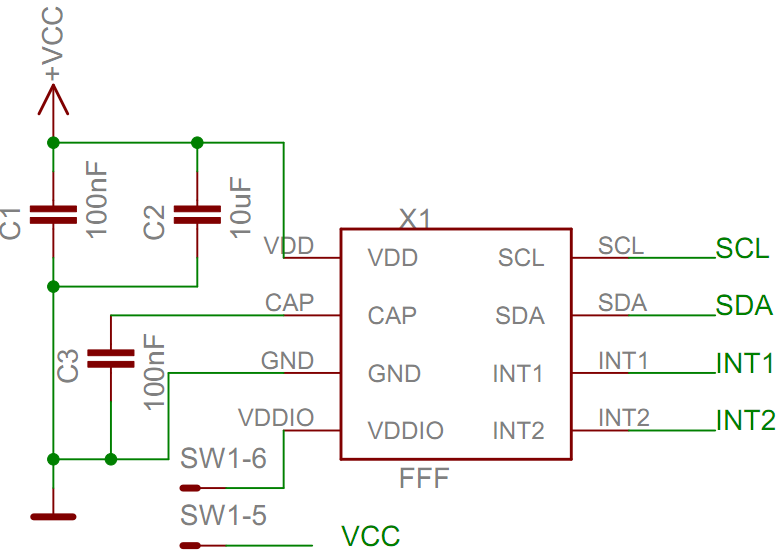 +VCC
C1
100nF
C2
10uF
X1
VDD
VDD
SCL
SCL
SCL
CAP
CAP
SDA
SDA
SDA
C3
100nF
GND
GND
INT1
INT1
INT1
VDDIO
VDDIO
INT2
INT2
INT2
SW1-6
FFF
SW1-5
VCC